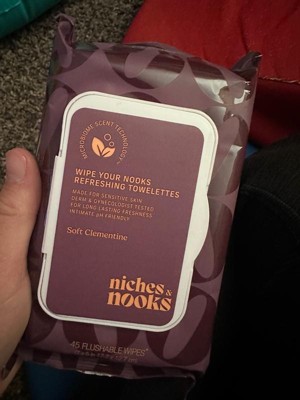 MICROBIOME SCENT TECHNOLOGY
WIPE YOUR NOOKS
REFRESHING TOWELETTES
MADE FOR SENSITIVE SKIN
DERM & GYNECOLOGIST TESTED
FOR LONG LASTING FRESHNESS
INTIMATE pH FRIENDLY
Soft Clementine
niches &
nooks
45 FLUSHABLE WIPES